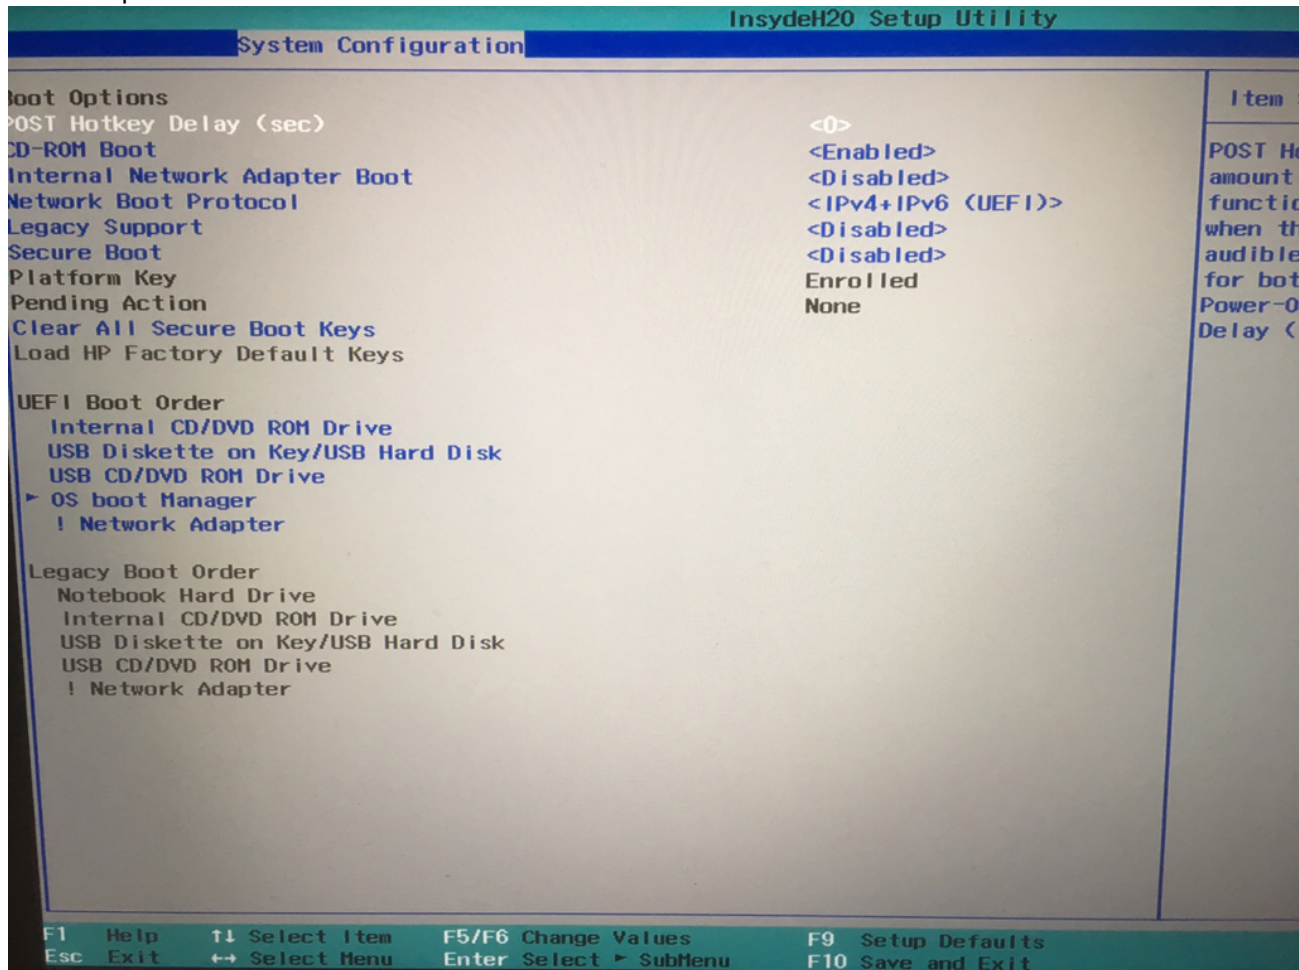 InsydeH20 Setup Utility
System Configuration
Boot Options
POST Hotkey Delay (sec) <0>
CD-ROM Boot <Enabled>
Internal Network Adapter Boot <Disabled>
Network Boot Protocol <IPv4+IPv6 (UEFI)>
Legacy Support <Disabled>
Secure Boot <Disabled>
Platform Key Enrolled
Pending Action None
Clear All Secure Boot Keys
Load HP Factory Default Keys
UEFI Boot Order
Internal CD/DVD ROM Drive
USB Diskette on Key/USB Hard Disk
USB CD/DVD ROM Drive
► OS boot Manager
! Network Adapter
Legacy Boot Order
Notebook Hard Drive
Internal CD/DVD ROM Drive
USB Diskette on Key/USB Hard Disk
USB CD/DVD ROM Drive
! Network Adapter
Item
POST
amount
when
audible
for
Delay (
F1 Help ↑↓ Select Item F5/F6 Change Values F9 Setup Defaults
Esc Exit ↔ Select Menu Enter Select ► SubMenu F10 Save and Exit